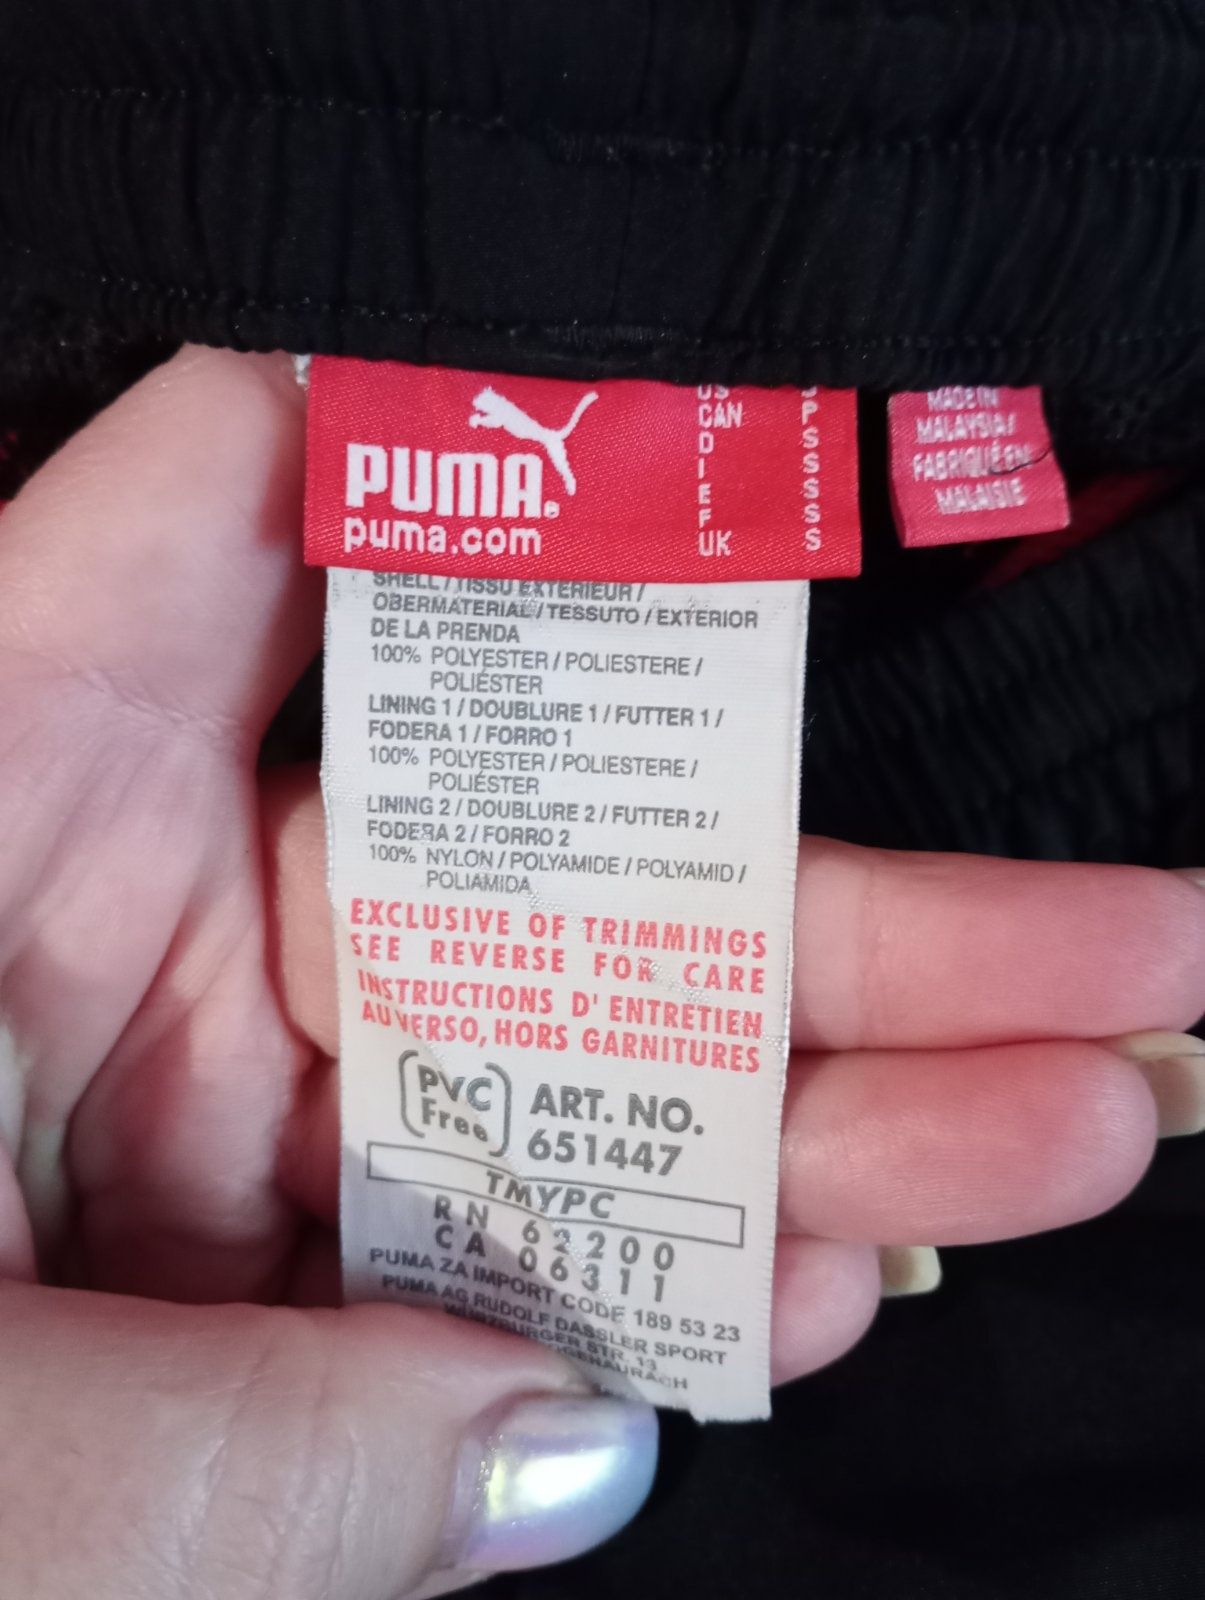 PUMA®
puma.com
US S
CAN P
D S
I S
E S
F S
UK S
MADE IN
MALAYSIA/
FABRIQUÉ EN
MALAISIE
SHELL / TISSU EXTERIEUR /
OBERMATERIAL / TESSUTO / EXTERIOR
DE LA PRENDA
100% POLYESTER / POLIESTERE /
POLIÉSTER
LINING 1 / DOUBLURE 1 / FUTTER 1 /
FODERA 1 / FORRO 1
100% POLYESTER / POLIESTERE /
POLIÉSTER
LINING 2 / DOUBLURE 2 / FUTTER 2 /
FODERA 2 / FORRO 2
100% NYLON / POLYAMIDE / POLYAMID /
POLIAMIDA
EXCLUSIVE OF TRIMMINGS
SEE REVERSE FOR CARE
INSTRUCTIONS D' ENTRETIEN
AU VERSO, HORS GARNITURES
PVC
Free
ART. NO.
651447
TMYPC
RN 62200
CA 06311
PUMA ZA IMPORT CODE 189 53 23
PUMA AG RUDOLF DASSLER SPORT
WÜRZBURGER STR. 13